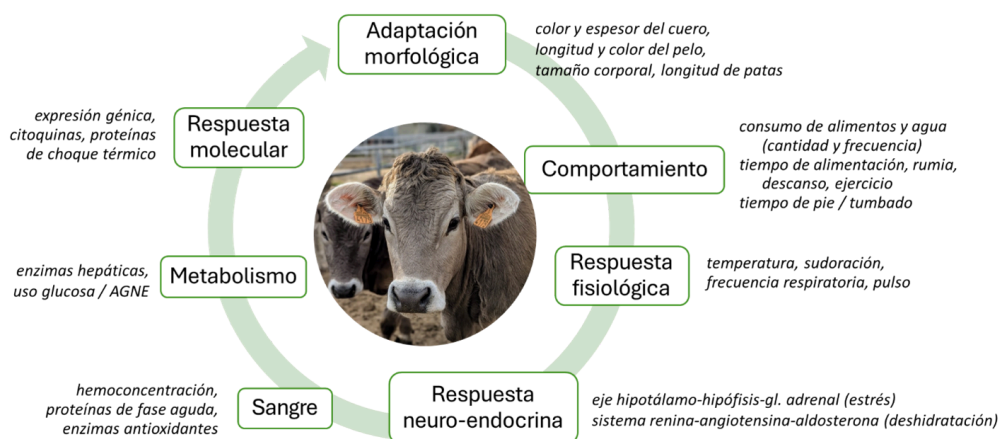 Adaptación
morfológica
color y espesor del cuero,
longitud y color del pelo,
tamaño corporal, longitud de patas
Comportamiento
consumo de alimentos y agua
(cantidad y frecuencia)
tiempo de alimentación, rumia,
descanso, ejercicio
tiempo de pie / tumbado
Respuesta
fisiológica
temperatura, sudoración,
frecuencia respiratoria, pulso
Respuesta
neuro-endocrina
eje hipotálamo-hipófisis-gl. adrenal (estrés)
sistema renina-angiotensina-aldosterona (deshidratación)
Sangre
hemoconcentración,
proteínas de fase aguda,
enzimas antioxidantes
Metabolismo
enzimas hepáticas,
uso glucosa / AGNE
Respuesta
molecular
expresión génica,
citoquinas, proteínas
de choque térmico